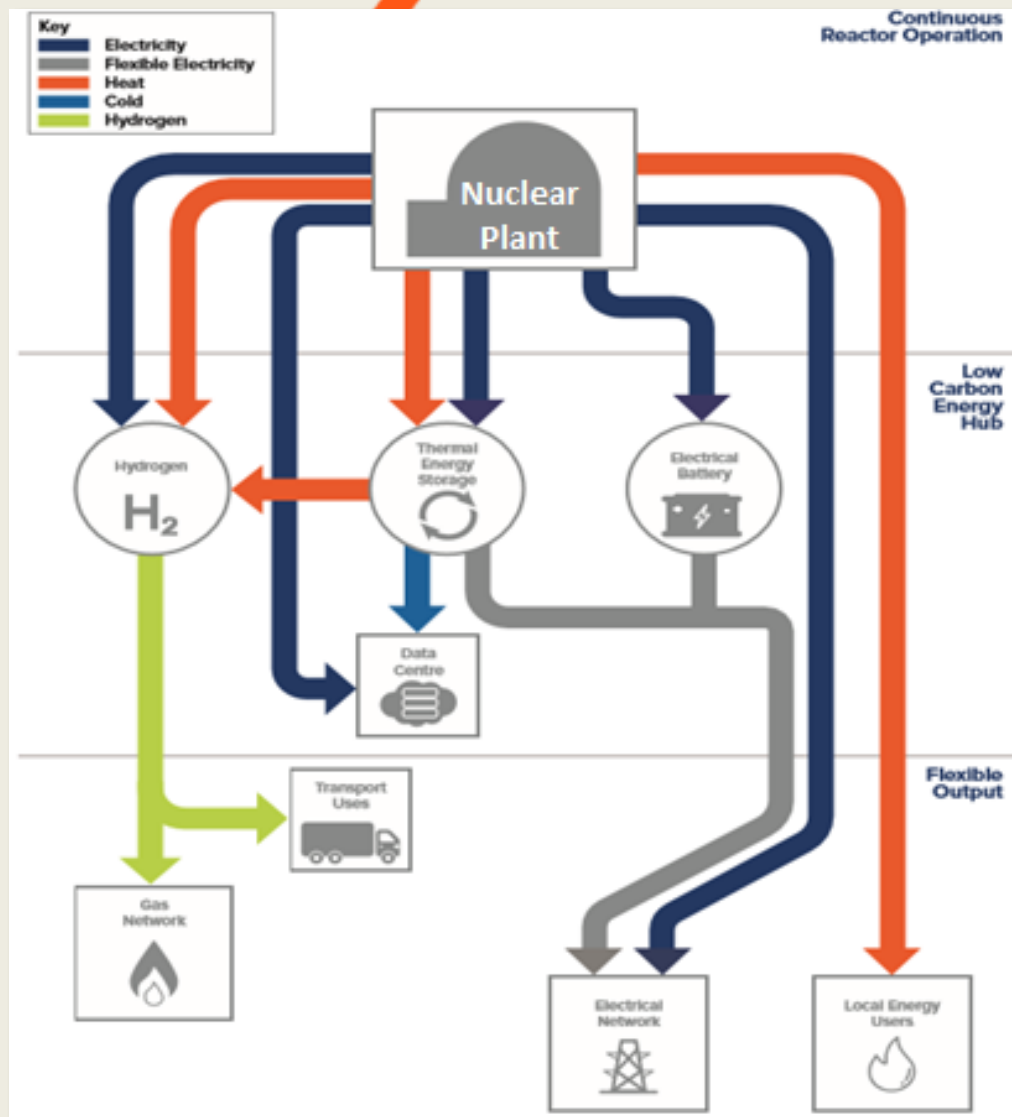 Key
Electricity
Flexible Electricity
Heat
Cold
Hydrogen
Continuous
Reactor Operation
Nuclear
Plant
Low
Carbon
Energy
Hub
Hydrogen
H₂
Thermal
Energy
Storage
Electrical
Battery
Data
Centre
Flexible
Output
Transport
Uses
Gas
Network
Electrical
Network
Local Energy
Users